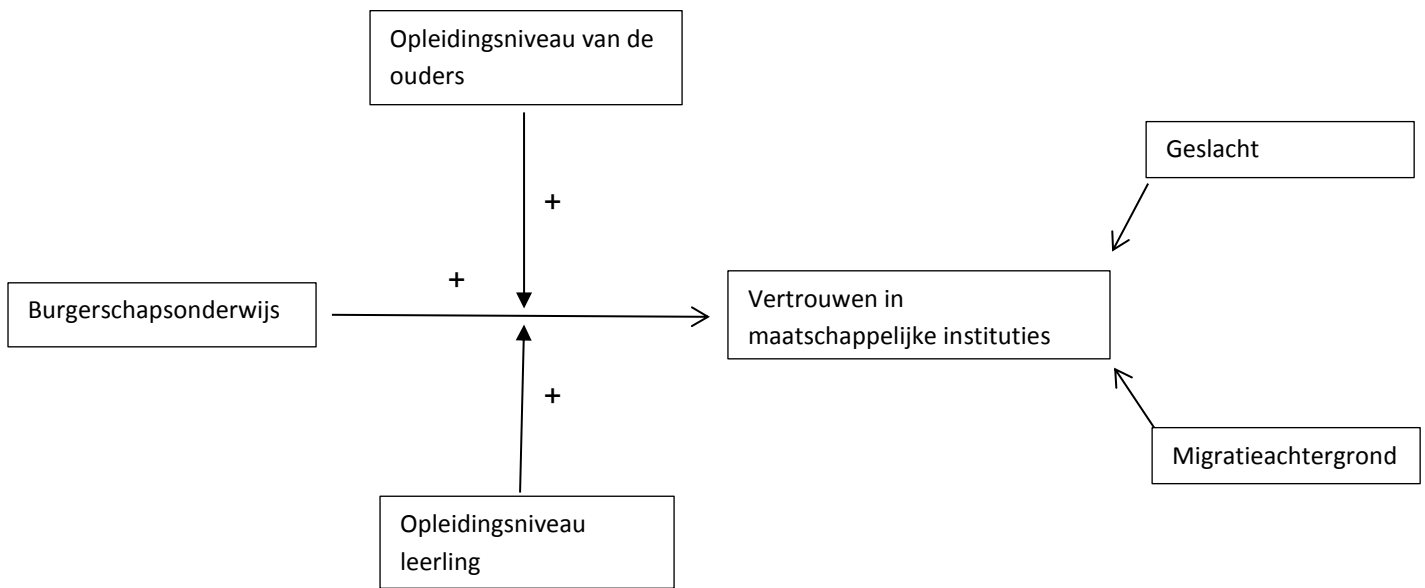 Opleidingsniveau van de
ouders
Geslacht
+
+
Burgerschapsonderwijs
Vertrouwen in
maatschappelijke instituties
+
Migratieachtergrond
Opleidingsniveau
leerling